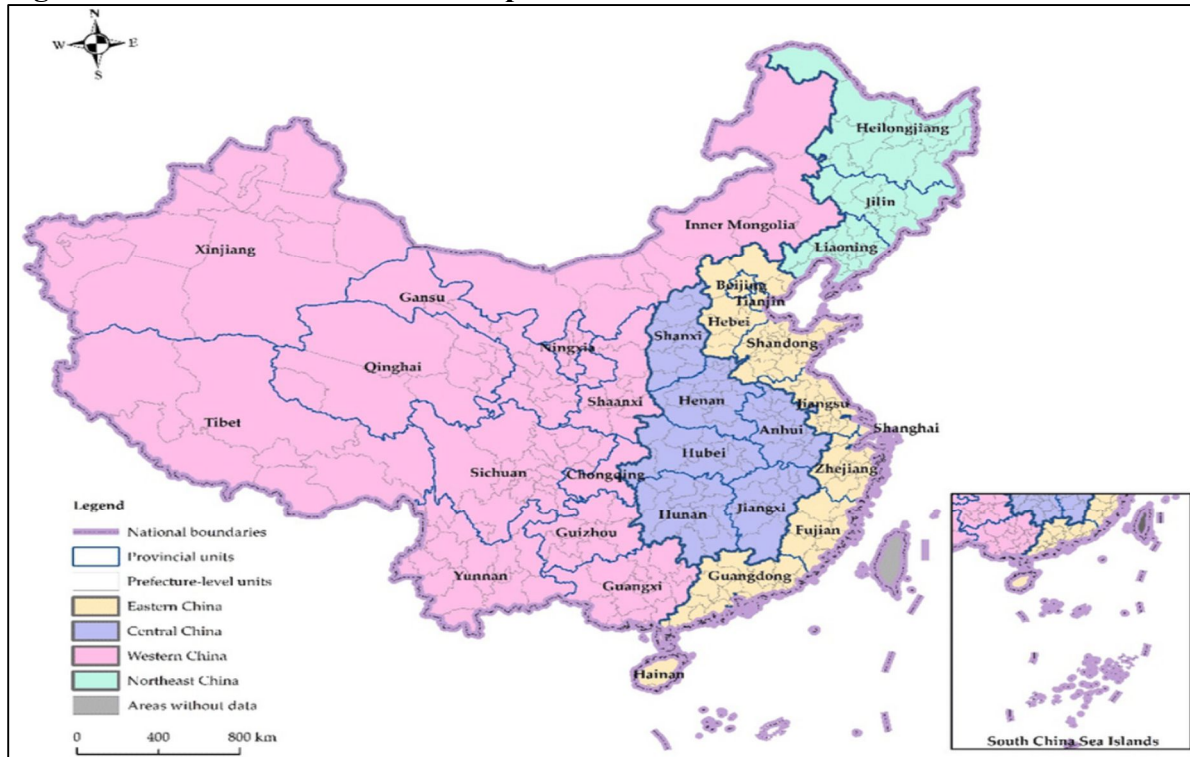 N
W E
S
Heilongjiang
Jilin
Liaoning
Inner Mongolia
Xinjiang
Gansu
Beijing
Tianjin
Hebei
Shanxi
Shandong
Ningxia
Qinghai
Shaanxi
Henan
Jiangsu
Tibet
Anhui
Shanghai
Hubei
Sichuan
Chongqing
Zhejiang
Hunan
Jiangxi
Guizhou
Fujian
Yunnan
Guangxi
Guangdong
Hainan
Legend
National boundaries
Provincial units
Prefecture-level units
Eastern China
Central China
Western China
Northeast China
Areas without data
0 400 800 km
South China Sea Islands